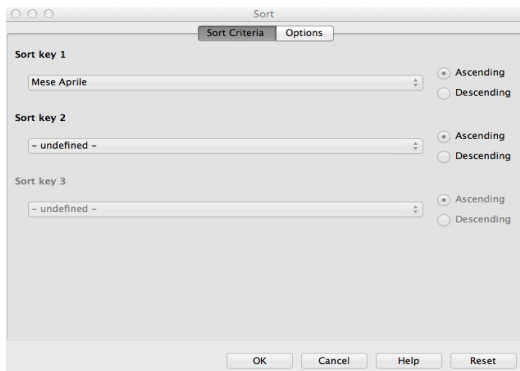 Sort
Sort Criteria Options
Sort key 1
Mese Aprile
Ascending
Descending
Sort key 2
- undefined -
Ascending
Descending
Sort key 3
- undefined -
Ascending
Descending
OK Cancel Help Reset